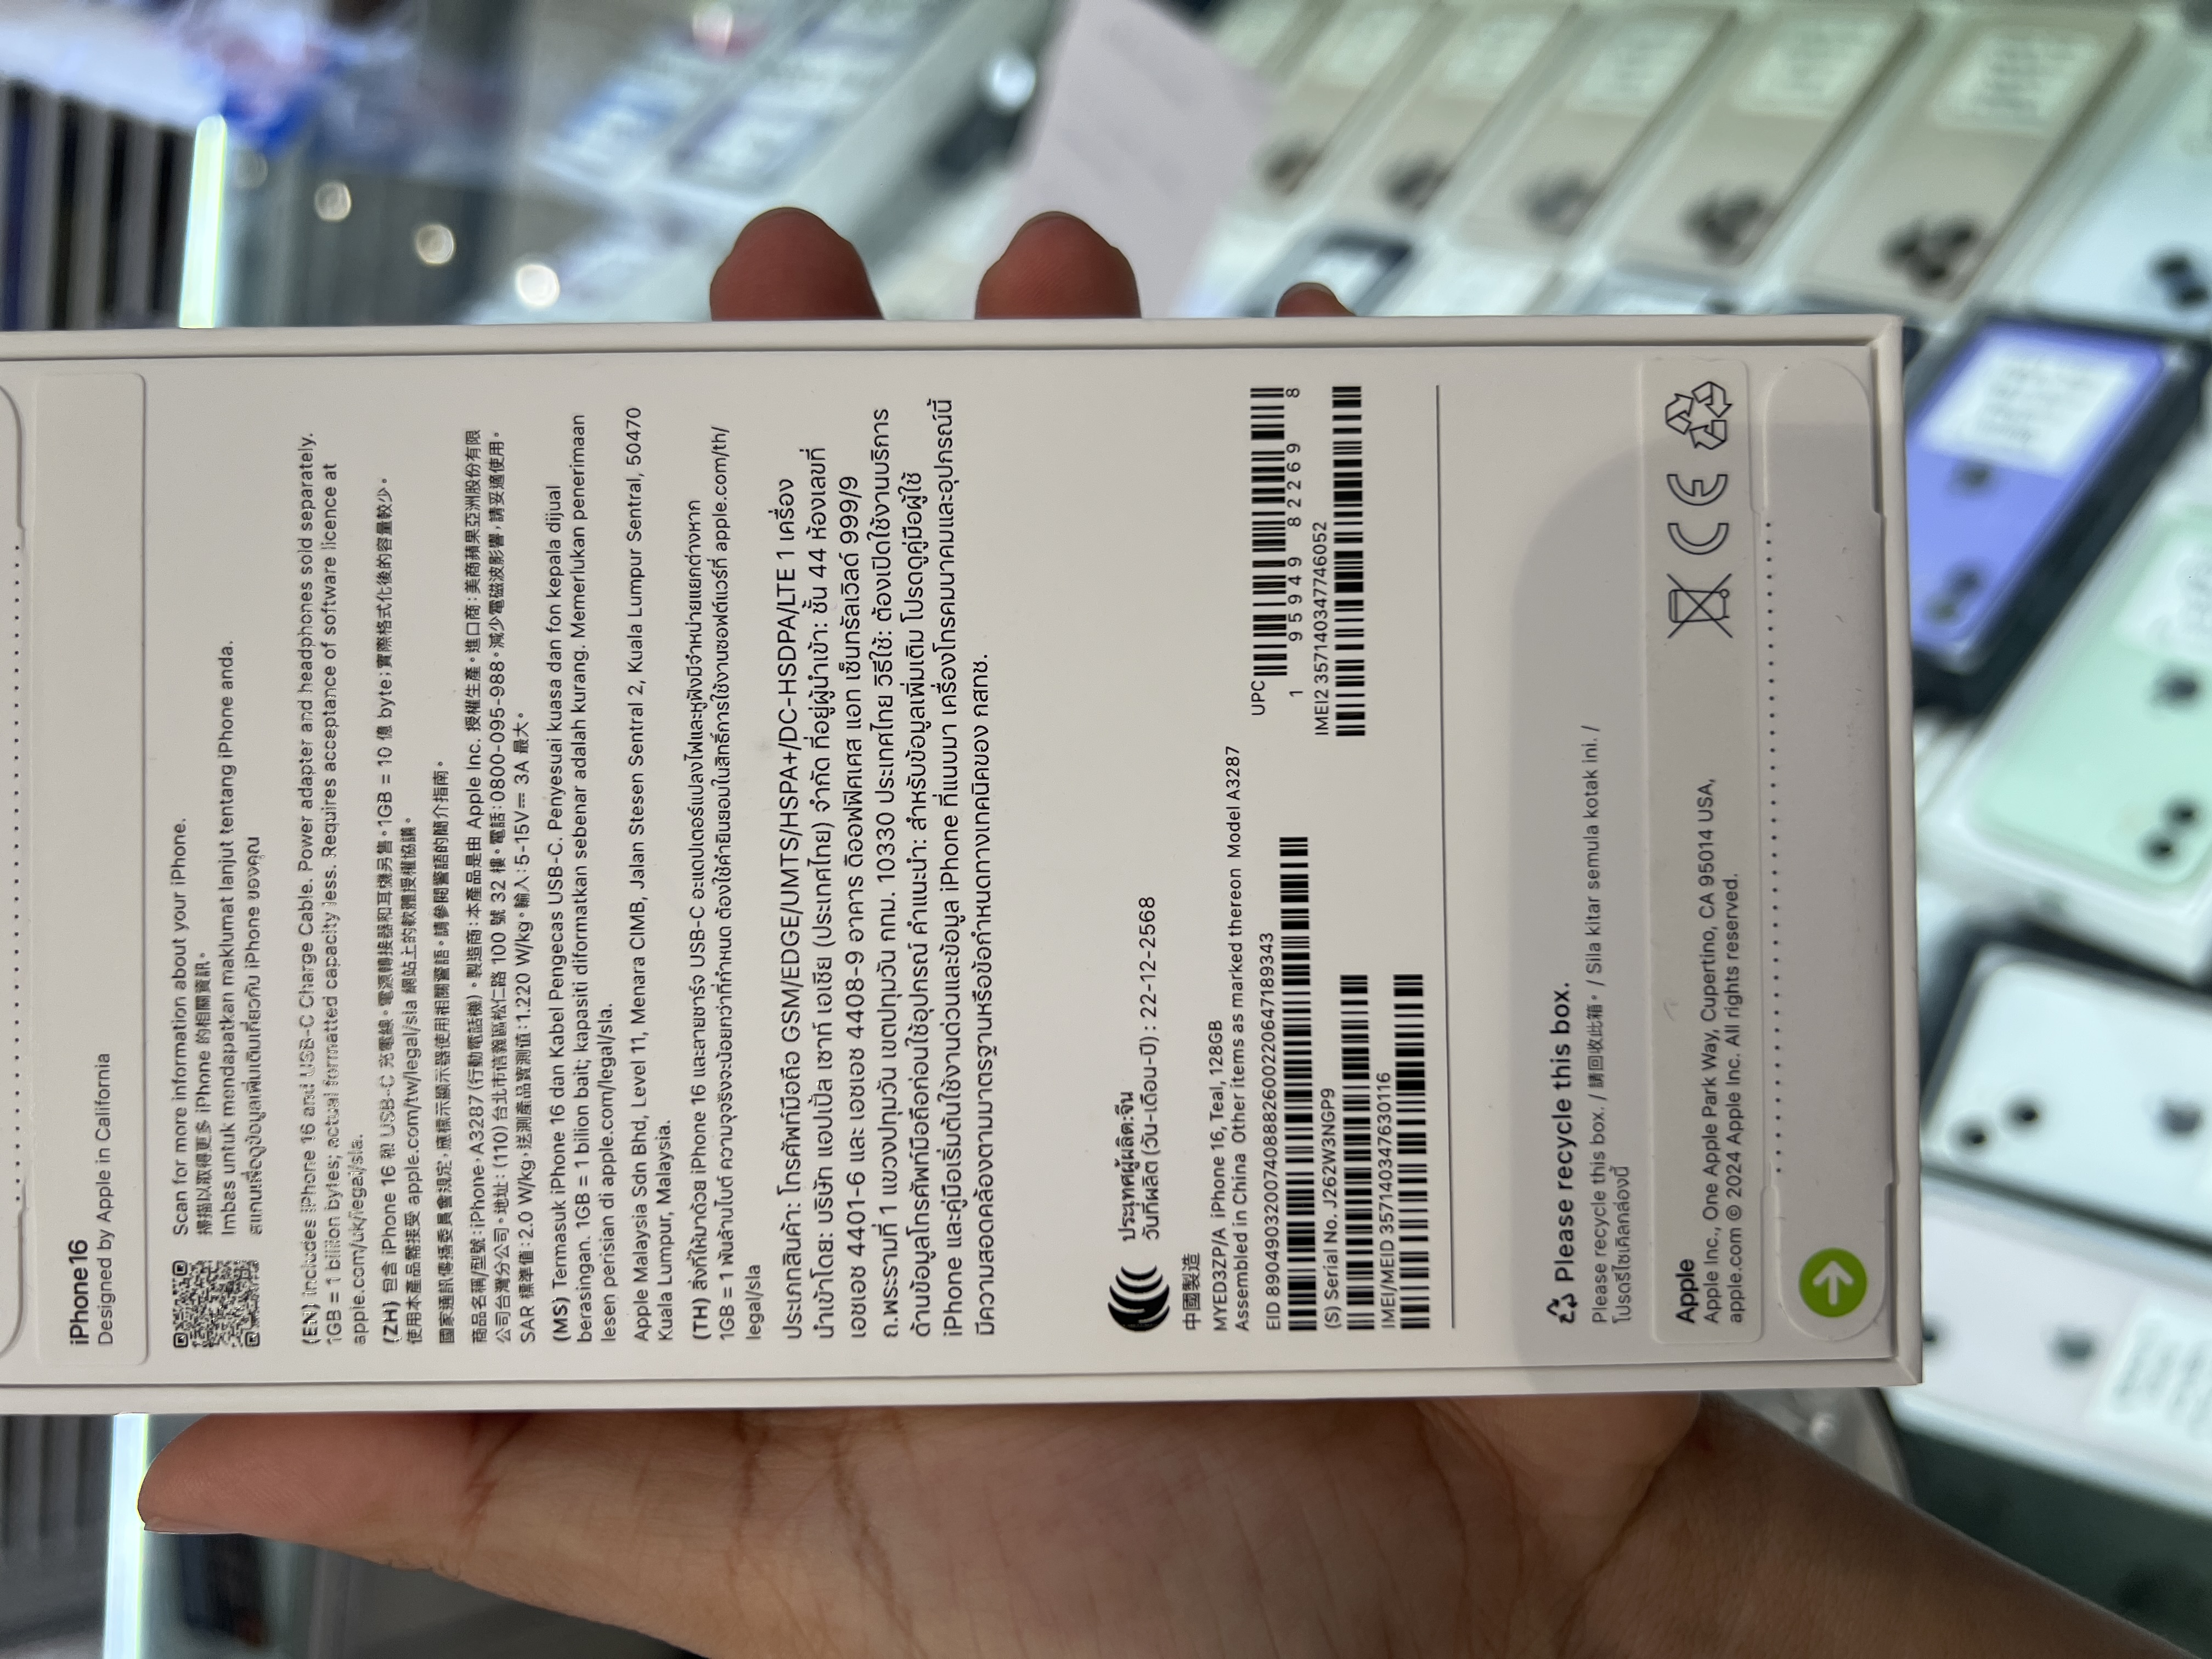 iPhone 16
Designed by Apple in California
Scan for more information about your iPhone.
掃描以取得更多 iPhone 的相關資訊。
Imbas untuk mendapatkan maklumat lanjut tentang iPhone anda.
สแกนเพื่อดูข้อมูลเพิ่มเติมเกี่ยวกับ iPhone ของคุณ
(EN) Includes iPhone 16 and USB-C Charge Cable. Power adapter and headphones sold separately.
1GB = 1 billion bytes; actual formatted capacity less. Requires acceptance of software licence at
apple.com/uk/legal/sla.
(ZH) 包含 iPhone 16 和 USB-C 充電線。電源轉接器和耳機另售。1GB = 10 億 byte；實際格式化後的容量較少。
使用本產品需接受 apple.com/tw/legal/sla 網站上的軟體授權協議。
國家通訊傳播委員會規定，應標示顯示器使用相關警語。請參閱警語的簡介指南。
商品名稱/型號：iPhone，A3287 (行動電話機)。製造商：本產品是由 Apple Inc. 授權生產。進口商：美商蘋果亞洲股份有限
公司台灣分公司。地址：(110) 台北市信義區松仁路 100 號 32 樓。電話：0800-095-988。減少電磁波影響，請妥適使用。
SAR 標準值：2.0 W/kg，送測產品實測值：1.220 W/kg。輸入：5-15V⎓ 3A 最大。
(MS) Termasuk iPhone 16 dan Kabel Pengecas USB-C. Penyesuai kuasa dan fon kepala dijual
berasingan. 1GB = 1 bilion bait; kapasiti diformatkan sebenar adalah kurang. Memerlukan penerimaan
lesen perisian di apple.com/legal/sla.
Apple Malaysia Sdn Bhd, Level 11, Menara CIMB, Jalan Stesen Sentral 2, Kuala Lumpur Sentral, 50470
Kuala Lumpur, Malaysia.
(TH) สิ่งที่ให้มาด้วย iPhone 16 และสายชาร์จ USB-C อะแดปเตอร์แปลงไฟและหูฟังมีจำหน่ายแยกต่างหาก
1GB = 1 พันล้านไบต์ ความจุจริงจะน้อยกว่าที่กำหนด ต้องใช้คำยินยอมในสิทธิ์การใช้งานซอฟต์แวร์ที่ apple.com/th/
legal/sla
ประเภทสินค้า: โทรศัพท์มือถือ GSM/EDGE/UMTS/HSPA+/DC-HSDPA/LTE 1 เครื่อง
นำเข้าโดย: บริษัท แอปเปิ้ล เซาท์ เอเชีย (ประเทศไทย) จำกัด ที่อยู่ผู้นำเข้า: ชั้น 44 ห้องเลขที่
เอชเอช 4401-6 และ เอชเอช 4408-9 อาคาร ดิออฟฟิศเศส แอท เซ็นทรัลเวิลด์ 999/9
ถ.พระรามที่ 1 แขวงปทุมวัน เขตปทุมวัน กทม. 10330 ประเทศไทย วิธีใช้: ต้องเปิดใช้งานบริการ
ด้านข้อมูลโทรศัพท์มือถือก่อนใช้อุปกรณ์ คำแนะนำ: สำหรับข้อมูลเพิ่มเติม โปรดดูคู่มือผู้ใช้
iPhone และคู่มือเริ่มต้นใช้งานด่วนและข้อมูล iPhone ที่แนบมา เครื่องโทรคมนาคมและอุปกรณ์นี้
มีความสอดคล้องตามมาตรฐานหรือข้อกำหนดทางเทคนิคของ กสทช.
ประเทศผู้ผลิต:จีน
วันที่ผลิต (วัน-เดือน-ปี) : 22-12-2568
中國製造
MYED3ZP/A iPhone 16, Teal, 128GB
Assembled in China Other items as marked thereon Model A3287
EID 89049032007408882600220647189343
(S) Serial No. J262W3NGP9
IMEI/MEID 357140347630116
UPC
1 95949 82269 8
IMEI2 357140347746052
Please recycle this box.
Please recycle this box. / 請回收此箱。 / Sila kitar semula kotak ini. /
โปรดรีไซเคิลกล่องนี้
Apple
Apple Inc., One Apple Park Way, Cupertino, CA 95014 USA,
apple.com © 2024 Apple Inc. All rights reserved.
CE